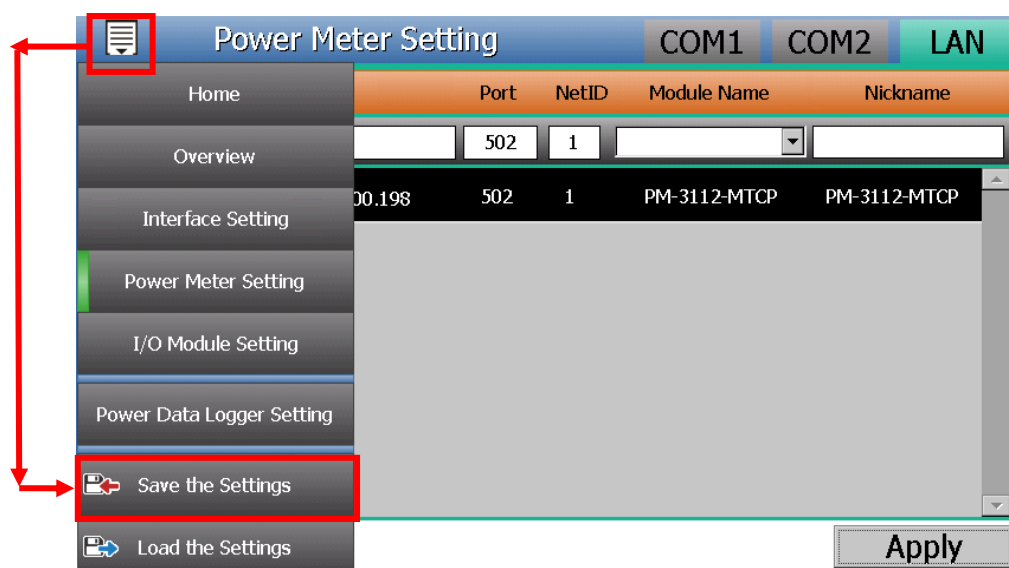 Power Meter Setting COM1 COM2 LAN
Home
Port NetID Module Name Nickname
Overview
502 1
Interface Setting
00.198 502 1 PM-3112-MTCP PM-3112-MTCP
Power Meter Setting
I/O Module Setting
Power Data Logger Setting
Save the Settings
Load the Settings
Apply